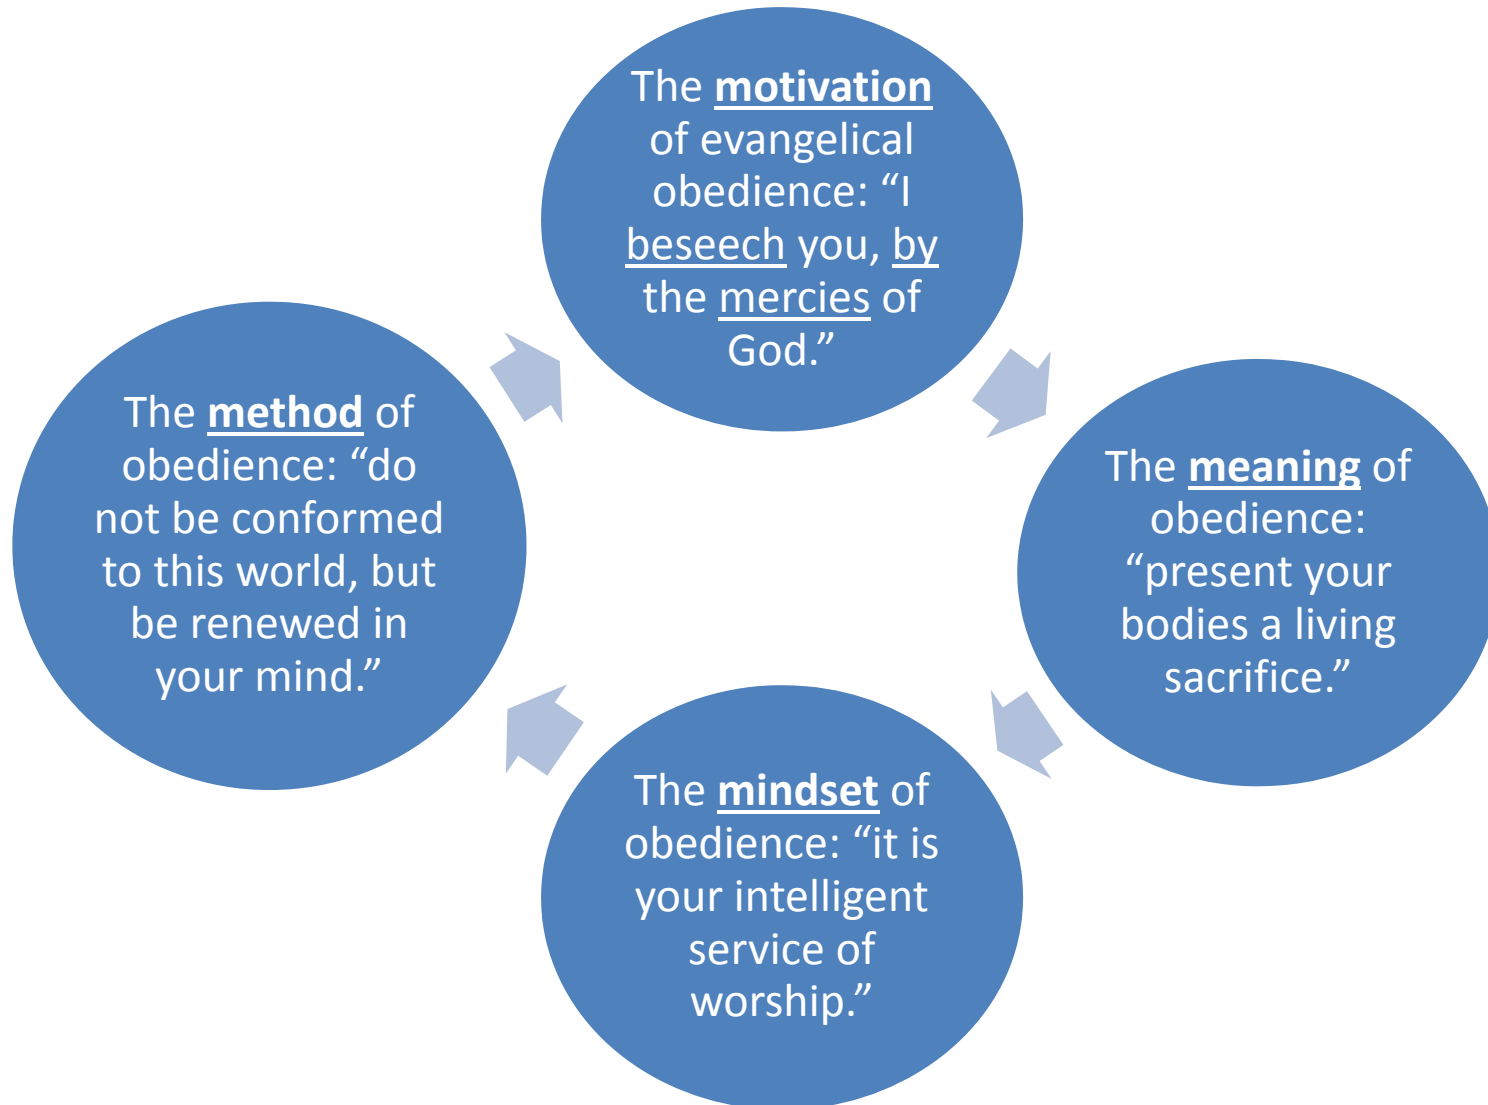 The motivation
of evangelical
obedience: “I
beseech you, by
the mercies of
God.”
The meaning of
obedience:
“present your
bodies a living
sacrifice.”
The mindset of
obedience: “it is
your intelligent
service of
worship.”
The method of
obedience: “do
not be conformed
to this world, but
be renewed in
your mind.”